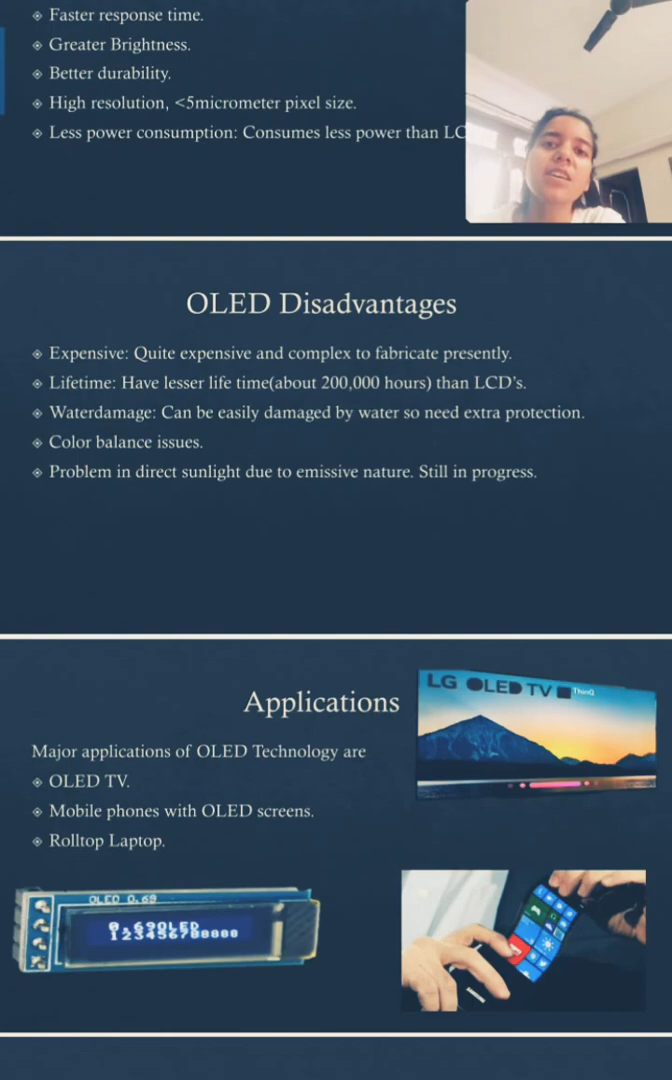 Faster response time.
Greater Brightness.
Better durability.
High resolution, <5micrometer pixel size.
Less power consumption: Consumes less power than LC
OLED Disadvantages
Expensive: Quite expensive and complex to fabricate presently.
Lifetime: Have lesser life time(about 200,000 hours) than LCD's.
Waterdamage: Can be easily damaged by water so need extra protection.
Color balance issues.
Problem in direct sunlight due to emissive nature. Still in progress.
LG OLED TV ThinQ
Applications
Major applications of OLED Technology are
OLED TV.
Mobile phones with OLED screens.
Rolltop Laptop.
OLED 0.69
0.69OLED